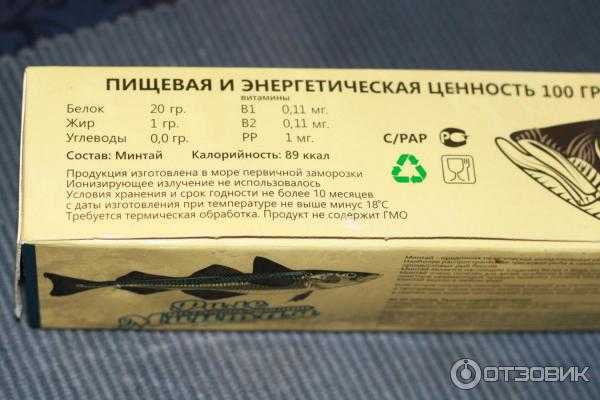 ПИЩЕВАЯ И ЭНЕРГЕТИЧЕСКАЯ ЦЕННОСТЬ 100 ГР
витамины
Белок 20 гр. В1 0,11 мг.
Жир 1 гр. В2 0,11 мг.
Углеводы 0,0 гр. РР 1 мг.
C/PAP
Состав: Минтай Калорийность: 89 ккал
Продукция изготовлена в море первичной заморозки
Ионизирующее излучение не использовалось
Условия хранения и срок годности не более 10 месяцев
с даты изготовления при температуре не выше минус 18°С
Требуется термическая обработка. Продукт не содержит ГМО
Филе
ОТЗОВИК